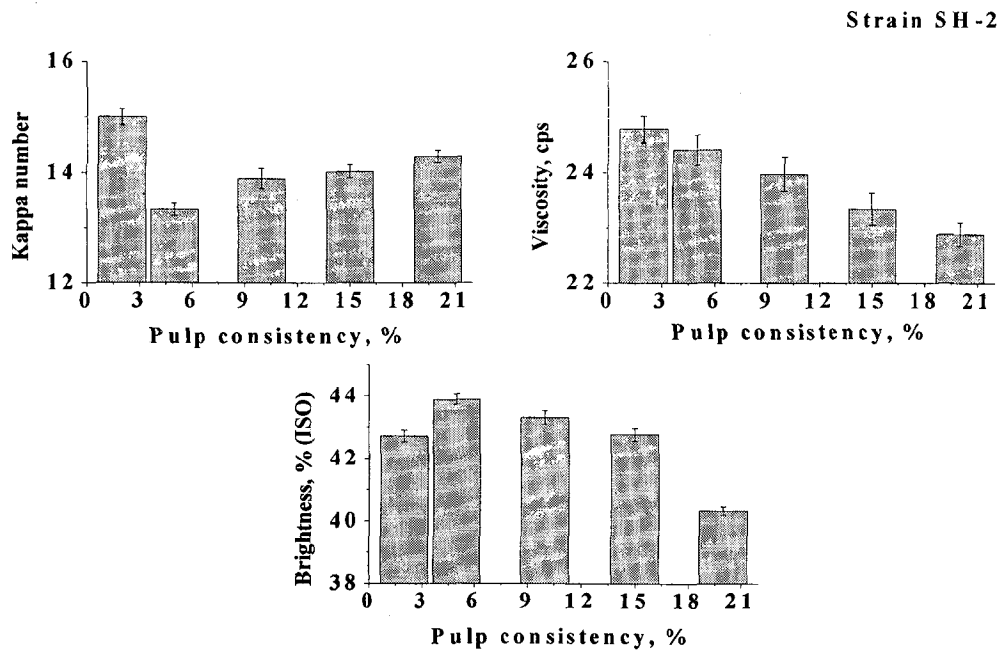 Strain SH-2
16
14
12
Kappa number
0 3 6 9 12 15 18 21
Pulp consistency, %
26
24
22
Viscosity, cps
0 3 6 9 12 15 18 21
Pulp consistency, %
44
42
40
38
Brightness, % (ISO)
0 3 6 9 12 15 18 21
Pulp consistency, %